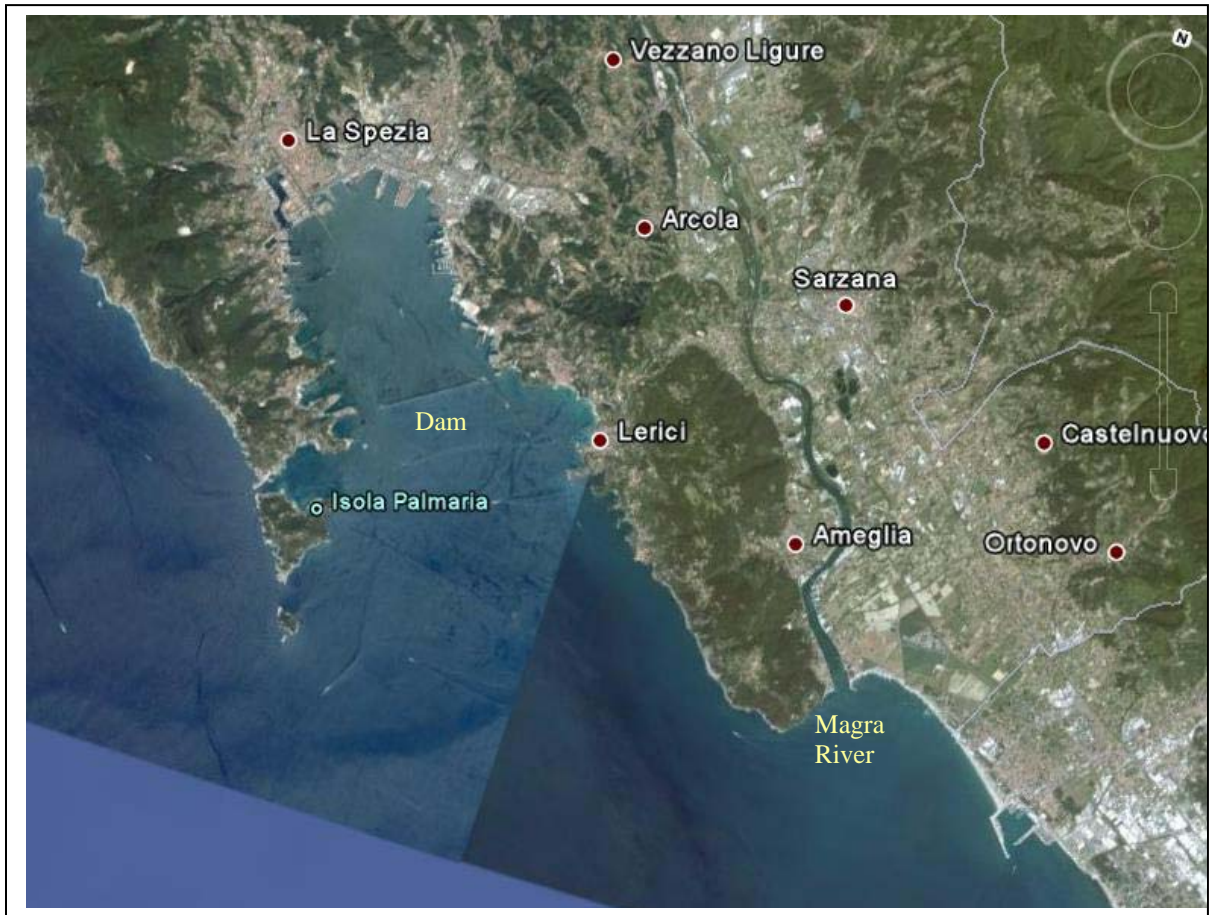 N
Vezzano Ligure
La Spezia
Arcola
Sarzana
Dam
Lerici
Castelnuovo
Isola Palmaria
Ameglia
Ortonovo
Magra
River